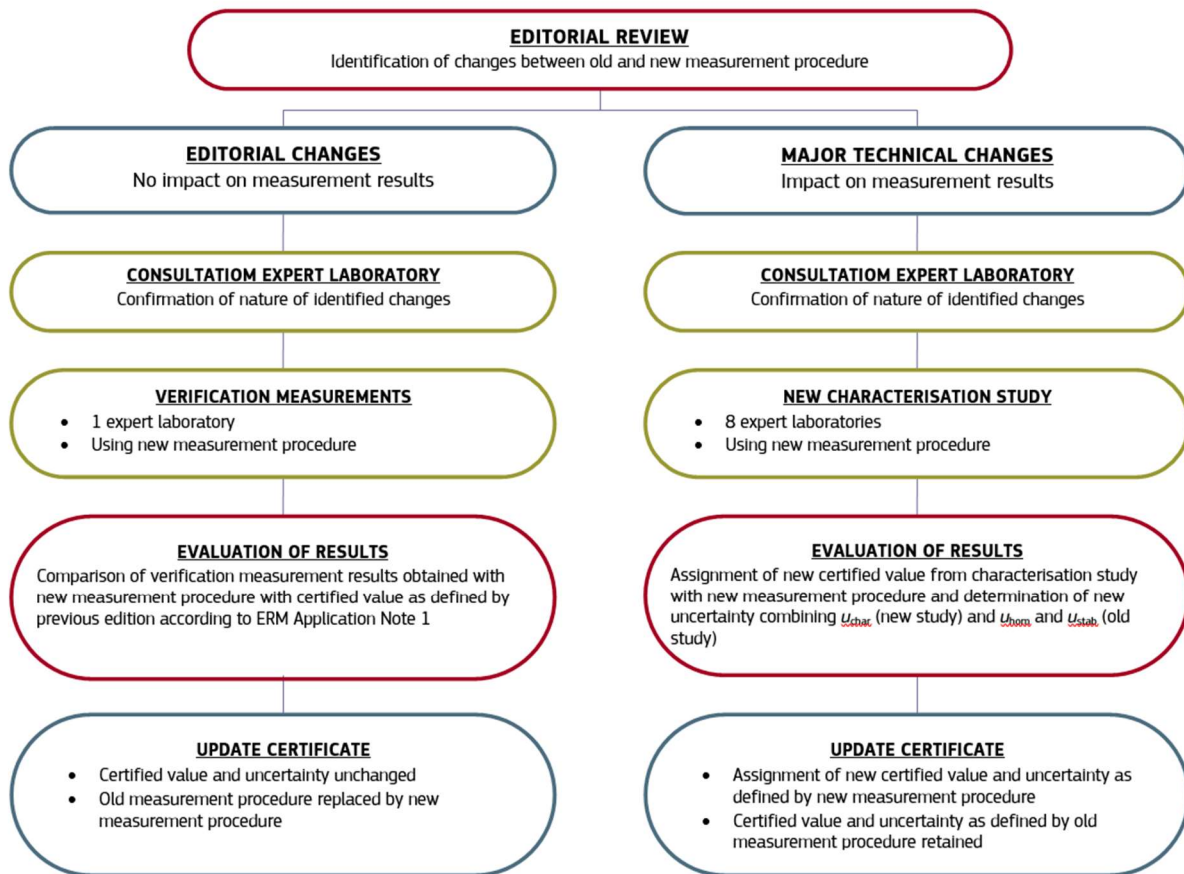 EDITORIAL REVIEW
Identification of changes between old and new measurement procedure
EDITORIAL CHANGES
No impact on measurement results
MAJOR TECHNICAL CHANGES
Impact on measurement results
CONSULTATIOM EXPERT LABORATORY
Confirmation of nature of identified changes
CONSULTATIOM EXPERT LABORATORY
Confirmation of nature of identified changes
VERIFICATION MEASUREMENTS
• 1 expert laboratory
• Using new measurement procedure
NEW CHARACTERISATION STUDY
• 8 expert laboratories
• Using new measurement procedure
EVALUATION OF RESULTS
Comparison of verification measurement results obtained with
new measurement procedure with certified value as defined by
previous edition according to ERM Application Note 1
EVALUATION OF RESULTS
Assignment of new certified value from characterisation study
with new measurement procedure and determination of new
uncertainty combining uchar (new study) and uhom and ustab (old
study)
UPDATE CERTIFICATE
• Certified value and uncertainty unchanged
• Old measurement procedure replaced by new
measurement procedure
UPDATE CERTIFICATE
• Assignment of new certified value and uncertainty as
defined by new measurement procedure
• Certified value and uncertainty as defined by old
measurement procedure retained